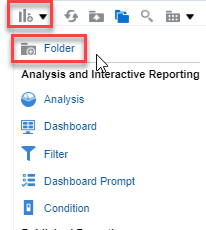 Folder
Analysis and Interactive Reporting
Analysis
Dashboard
Filter
Dashboard Prompt
Condition